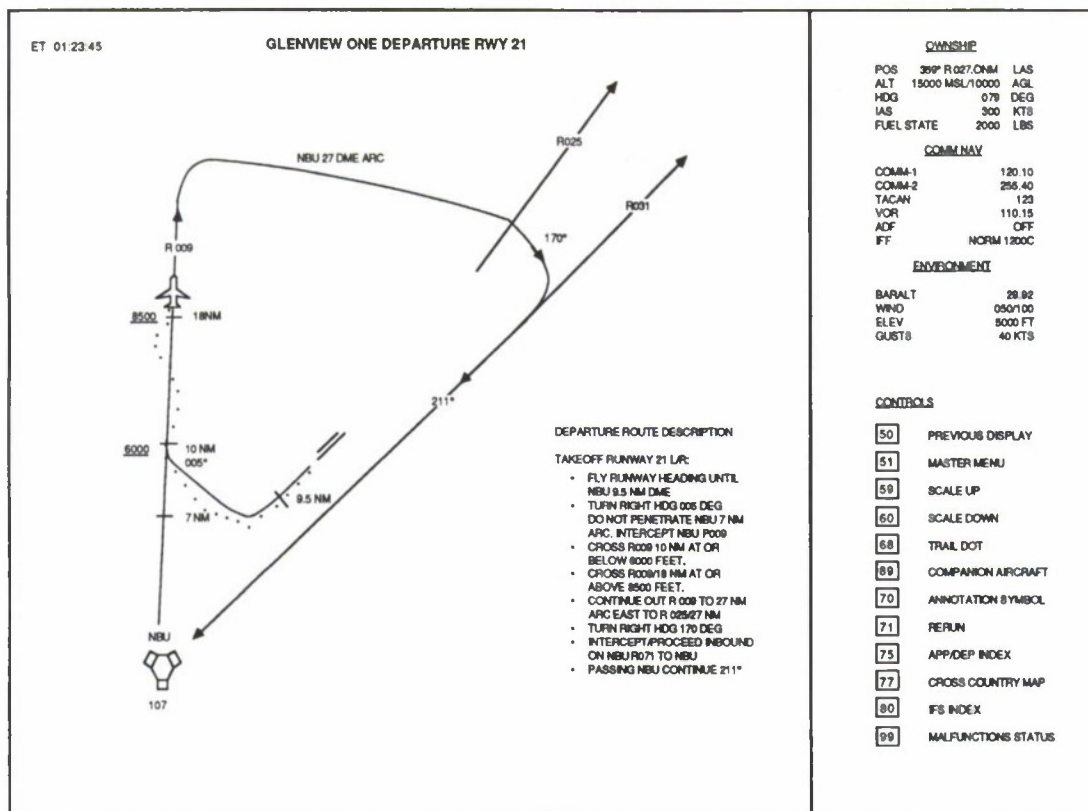 ET 01:23:45
GLENVIEW ONE DEPARTURE RWY 21
NBU 27 DME ARC
R025
R031
170°
R 009
8500
18NM
211°
6000
10 NM
005°
9.5 NM
7 NM
NBU
107
DEPARTURE ROUTE DESCRIPTION
TAKEOFF RUNWAY 21 L/R:
• FLY RUNWAY HEADING UNTIL
NBU 9.5 NM DME
• TURN RIGHT HDG 005 DEG
DO NOT PENETRATE NBU 7 NM
ARC. INTERCEPT NBU R009
• CROSS R009 10 NM AT OR
BELOW 6000 FEET.
• CROSS R009/18 NM AT OR
ABOVE 8500 FEET.
• CONTINUE OUT R 009 TO 27 NM
ARC EAST TO R 025/27 NM
• TURN RIGHT HDG 170 DEG
• INTERCEPT/PROCEED INBOUND
ON NBU R071 TO NBU
• PASSING NBU CONTINUE 211°
OWNSHIP
POS 359° R 027.0NM LAS
ALT 15000 MSL/10000 AGL
HDG 079 DEG
IAS 300 KTS
FUEL STATE 2000 LBS
COMM NAV
COMM-1 120.10
COMM-2 255.40
TACAN 123
VOR 110.15
ADF OFF
IFF NORM 1200C
ENVIRONMENT
BARALT 29.92
WIND 050/100
ELEV 5000 FT
GUSTS 40 KTS
CONTROLS
50 PREVIOUS DISPLAY
51 MASTER MENU
59 SCALE UP
60 SCALE DOWN
68 TRAIL DOT
89 COMPANION AIRCRAFT
70 ANNOTATION SYMBOL
71 RERUN
75 APP/DEP INDEX
77 CROSS COUNTRY MAP
80 IFS INDEX
99 MALFUNCTIONS STATUS